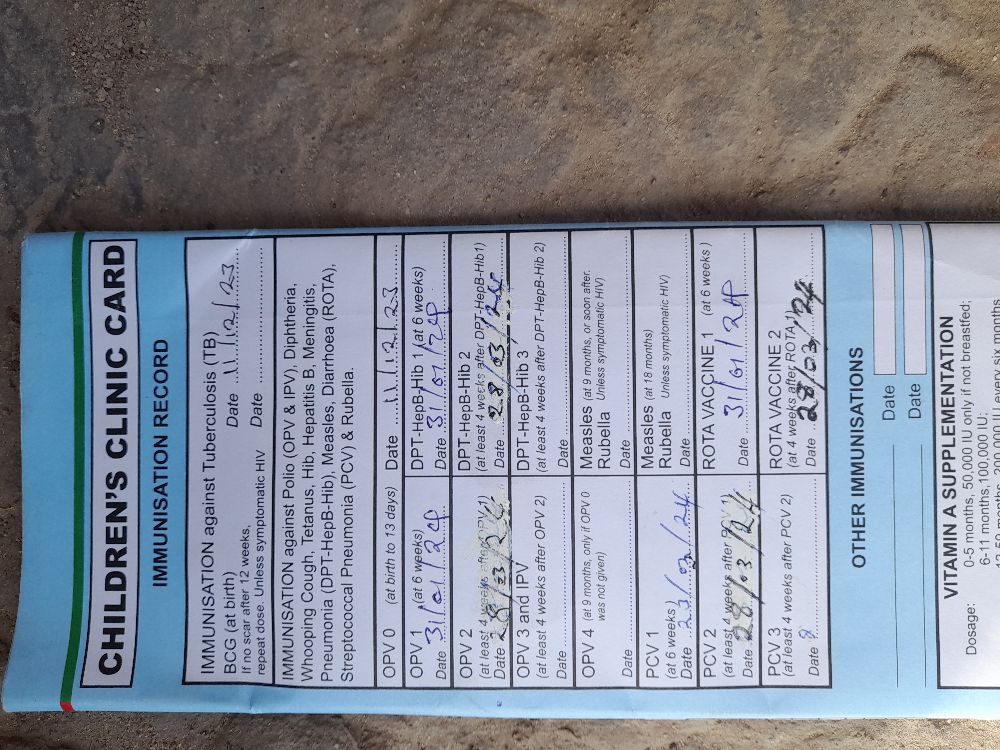 CHILDREN'S CLINIC CARD
IMMUNISATION RECORD
IMMUNISATION against Tuberculosis (TB)
BCG (at birth) Date 11/12/23
If no scar after 12 weeks,
repeat dose. Unless symptomatic HIV Date
IMMUNISATION against Polio (OPV & IPV), Diphtheria,
Whooping Cough, Tetanus, Hib, Hepatitis B, Meningitis,
Pneumonia (DPT-HepB-Hib), Measles, Diarrhoea (ROTA),
Streptococcal Pneumonia (PCV) & Rubella.
OPV 0 (at birth to 13 days) Date 11/12/23
OPV 1 (at 6 weeks)
Date 31/01/24
DPT-HepB-Hib 1 (at 6 weeks)
Date 31/01/24
OPV 2
(at least 4 weeks after OPV 1)
Date 28/03/24
DPT-HepB-Hib 2
(at least 4 weeks after DPT-HepB-Hib1)
Date 28/03/24
OPV 3 and IPV
(at least 4 weeks after OPV 2)
Date
DPT-HepB-Hib 3
(at least 4 weeks after DPT-HepB-Hib 2)
Date
OPV 4 (at 9 months, only if OPV 0
was not given)
Date
Measles (at 9 months, or soon after.
Rubella Unless symptomatic HIV)
Date
PCV 1
(at 6 weeks )
Date 23/ /24
Measles (at 18 months)
Rubella Unless symptomatic HIV)
Date
PCV 2
(at least 4 weeks after PCV 1)
Date 28/03/24
ROTA VACCINE 1 (at 6 weeks )
Date 31/01/24
PCV 3
(at least 4 weeks after PCV 2)
Date 8
ROTA VACCINE 2
(at 4 weeks after ROTA 1)
Date 28/03/24
OTHER IMMUNISATIONS
Date
Date
VITAMIN A SUPPLEMENTATION
Dosage: 0-5 months, 50,000 IU only if not breastfed;
6-11 months,100,000 IU;
12-59 months, 200,000 IU every six months